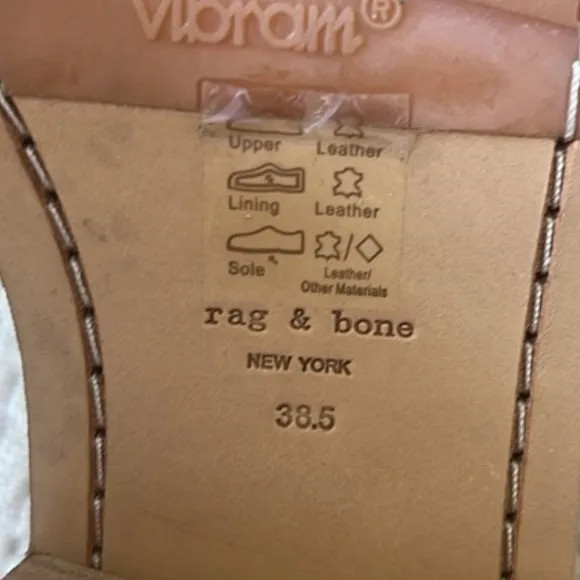 vibram®
Upper Leather
Lining Leather
Sole Leather/
Other Materials
rag & bone
NEW YORK
38.5